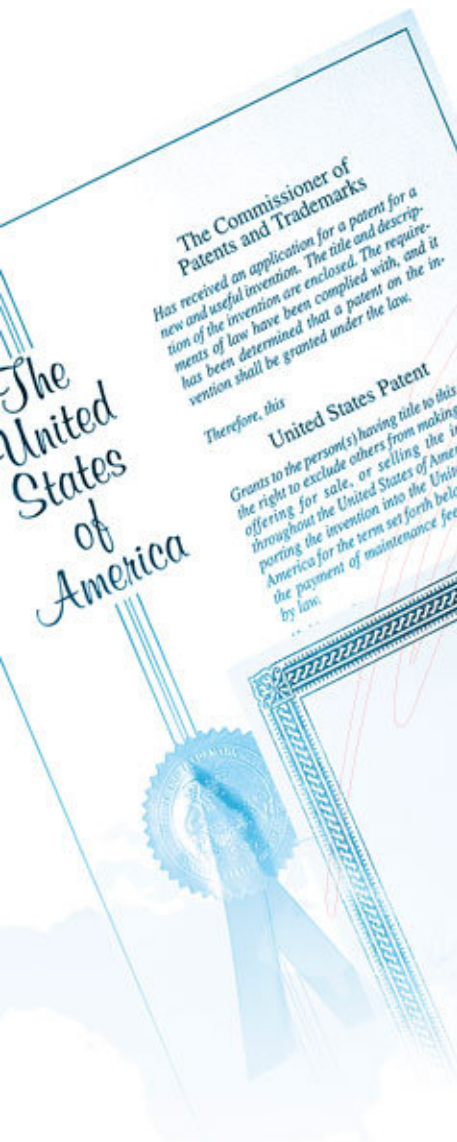 The
United
States
of
America
The Commissioner of
Patents and Trademarks
Has received an application for a patent for a
new and useful invention. The title and descrip-
tion of the invention are enclosed. The require-
ments of law have been complied with, and it
has been determined that a patent on the in-
vention shall be granted under the law.
Therefore, this
United States Patent
Grants to the person(s) having title to this
the right to exclude others from making
offering for sale, or selling the
throughout the United States of
porting the invention into the
America for the term set forth
the payment of maintenance
by law.